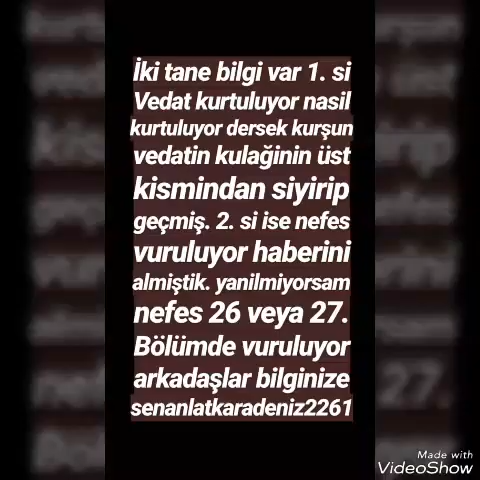 İki tane bilgi var 1. si
Vedat kurtuluyor nasil
kurtuluyor dersek kurşun
vedatin kulağinin üst
kismindan siyirip
geçmiş. 2. si ise nefes
vuruluyor haberini
almiştik. yanilmiyorsam
nefes 26 veya 27.
Bölümde vuruluyor
arkadaşlar bilginize
senanlatkaradeniz2261
Made with
VideoShow